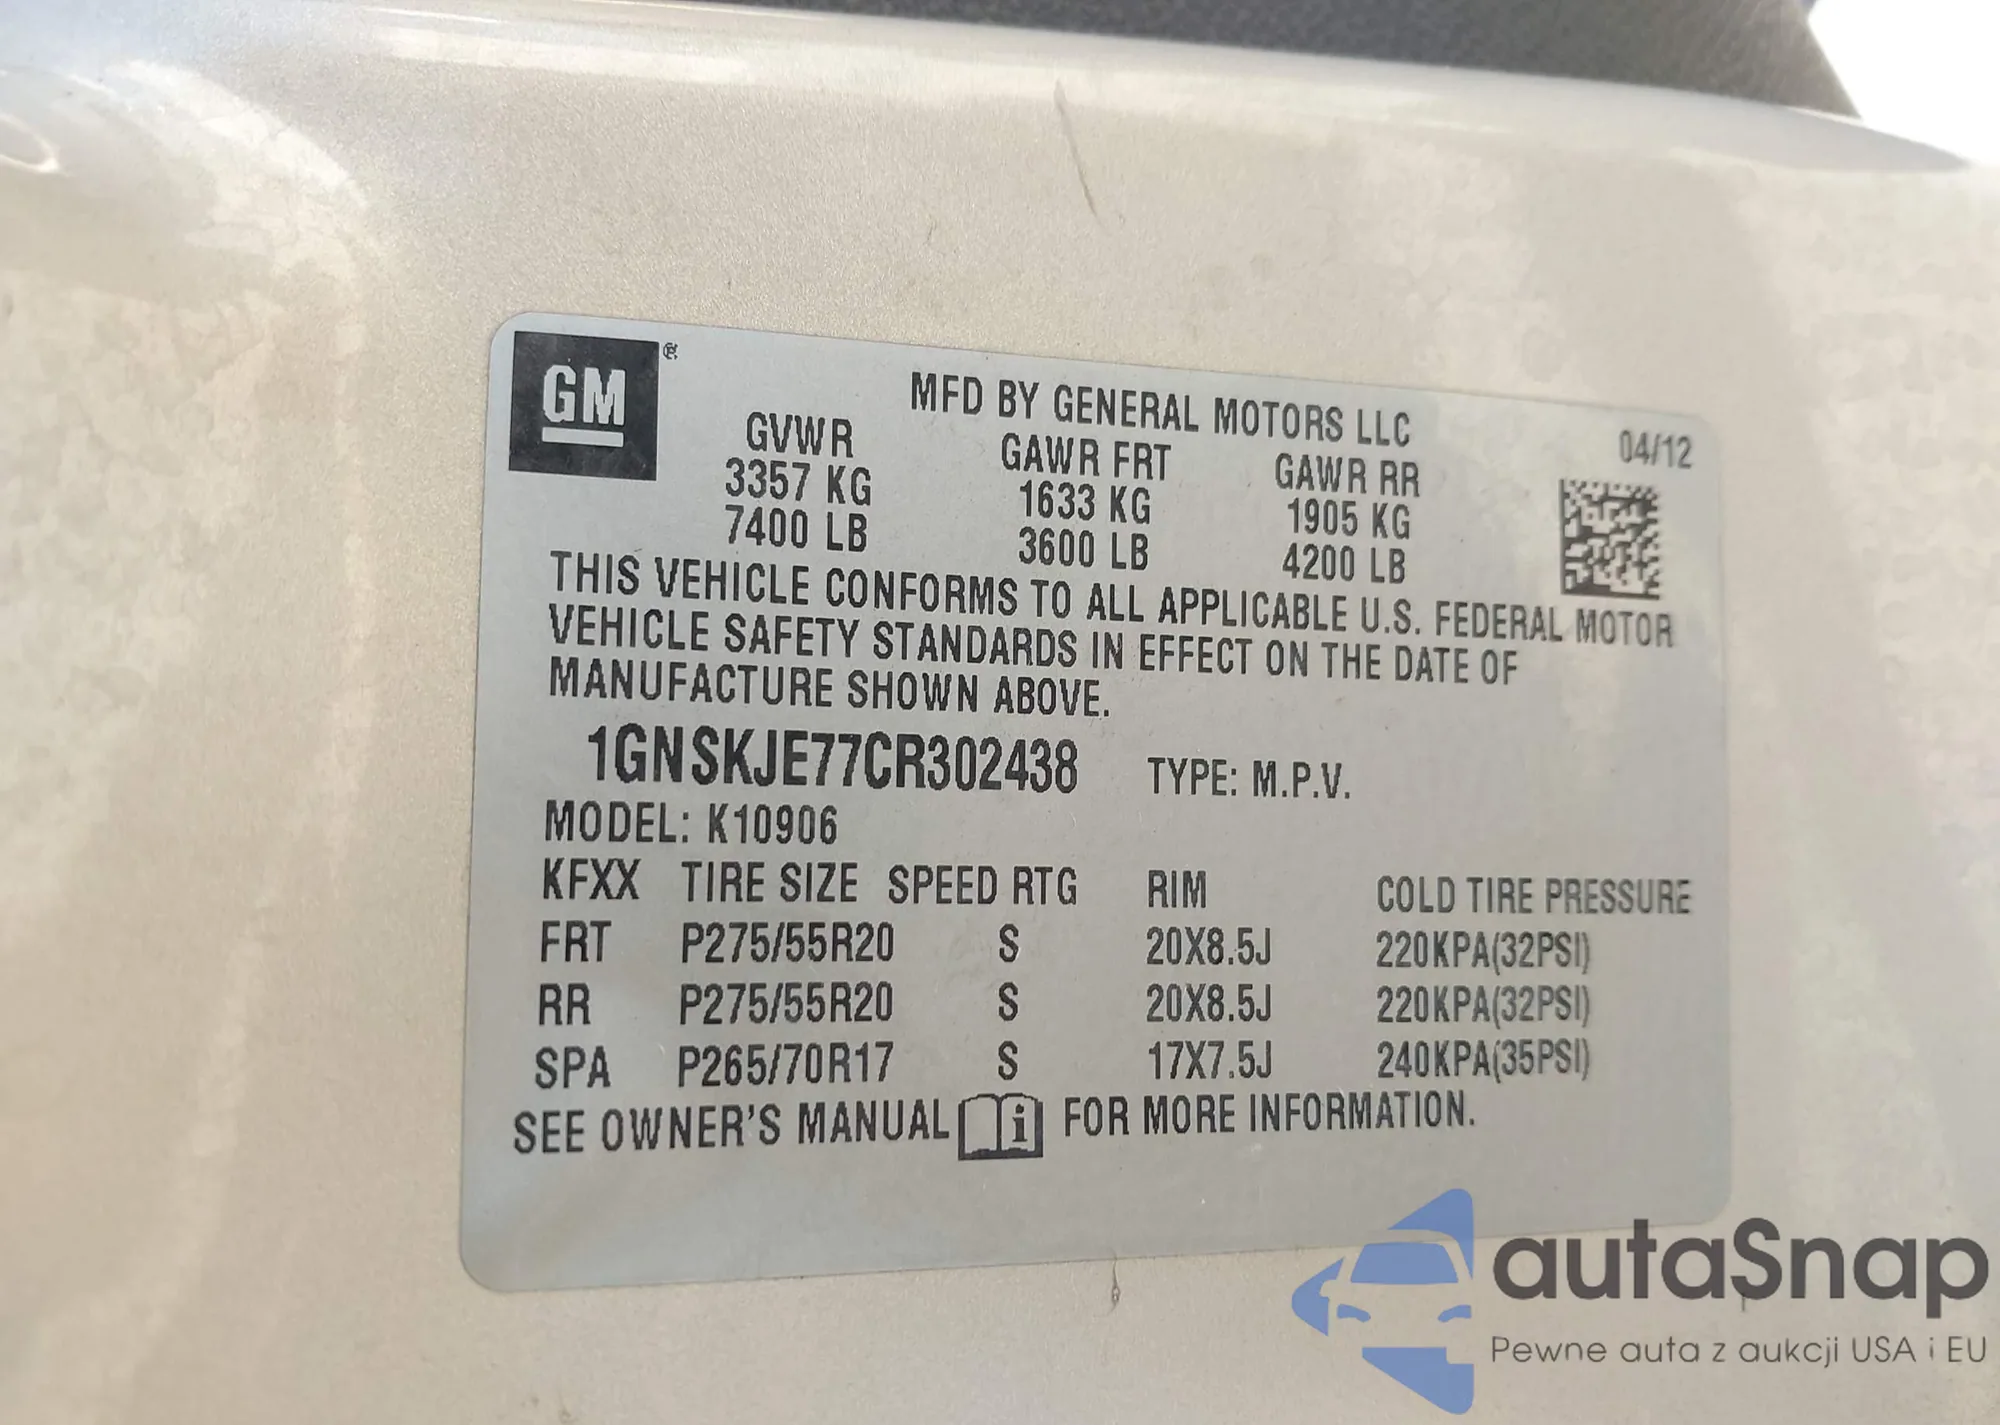 GM
MFD BY GENERAL MOTORS LLC
04/12
GVWR GAWR FRT GAWR RR
3357 KG 1633 KG 1905 KG
7400 LB 3600 LB 4200 LB
THIS VEHICLE CONFORMS TO ALL APPLICABLE U.S. FEDERAL MOTOR
VEHICLE SAFETY STANDARDS IN EFFECT ON THE DATE OF
MANUFACTURE SHOWN ABOVE.
1GNSKJE77CR302438 TYPE: M.P.V.
MODEL: K10906
KFXX TIRE SIZE SPEED RTG RIM COLD TIRE PRESSURE
FRT P275/55R20 S 20X8.5J 220KPA(32PSI)
RR P275/55R20 S 20X8.5J 220KPA(32PSI)
SPA P265/70R17 S 17X7.5J 240KPA(35PSI)
SEE OWNER'S MANUAL i FOR MORE INFORMATION.
autaSnap
Pewne auta z aukcji USA i EU